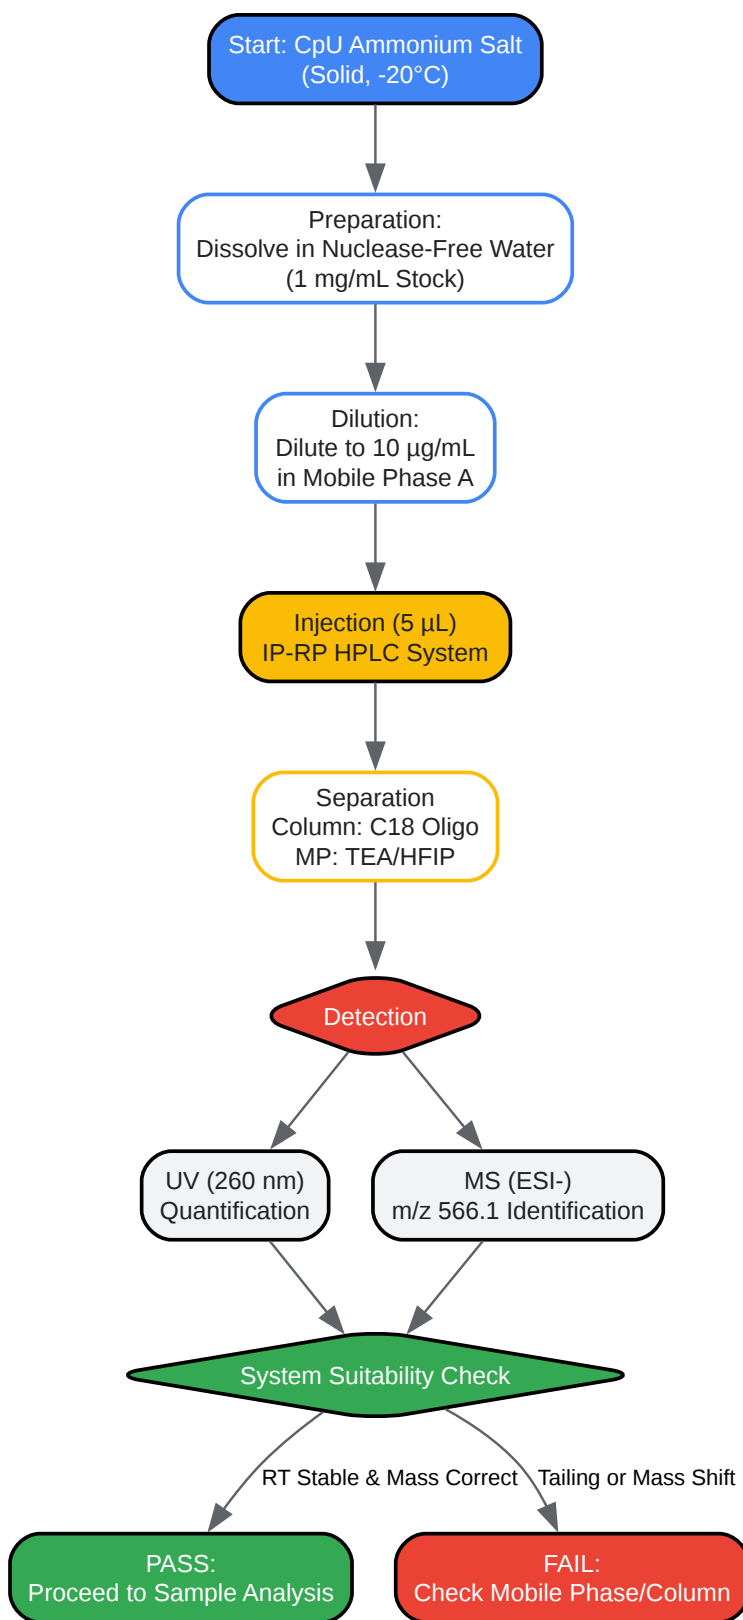 Start: CpU Ammonium Salt
(Solid, -20°C)
Preparation:
Dissolve in Nuclease-Free Water
(1 mg/mL Stock)
Dilution:
Dilute to 10 µg/mL
in Mobile Phase A
Injection (5 µL)
IP-RP HPLC System
Separation
Column: C18 Oligo
MP: TEA/HFIP
Detection
UV (260 nm)
Quantification
MS (ESI-)
m/z 566.1 Identification
System Suitability Check
RT Stable & Mass Correct
Tailing or Mass Shift
PASS:
Proceed to Sample Analysis
FAIL:
Check Mobile Phase/Column